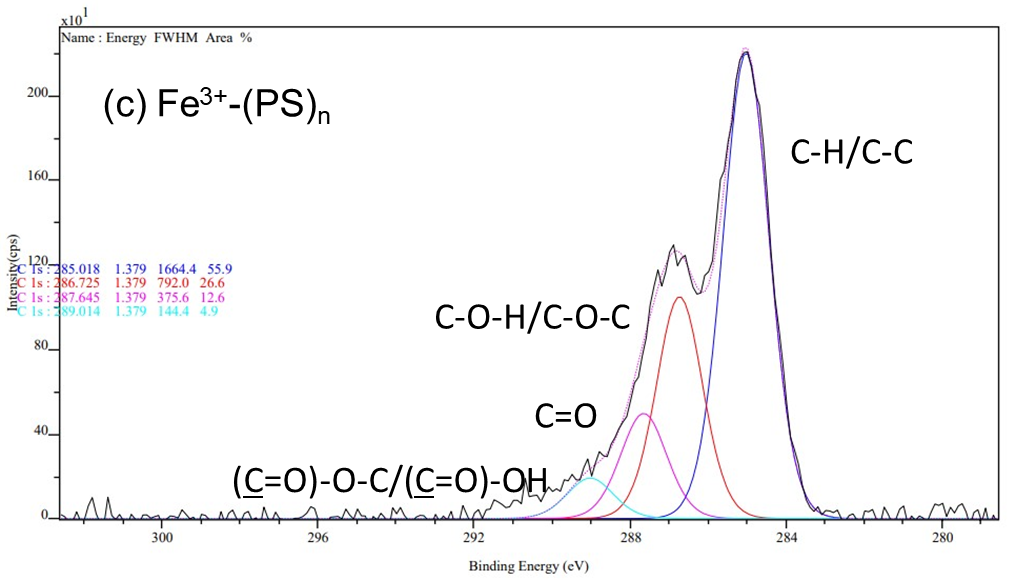 x10¹
Name : Energy FWHM Area %
(c) Fe³⁺-(PS)ₙ
200
C-H/C-C
160
120
C 1s : 285.018 1.379 1664.4 55.9
C 1s : 286.725 1.379 792.0 26.6
C 1s : 287.645 1.379 375.6 12.6
C 1s : 289.014 1.379 144.4 4.9
Intensity(cps)
C-O-H/C-O-C
80
C=O
40
(C̲=O)-O-C/(C̲=O)-OH
0
300 296 292 288 284 280
Binding Energy (eV)